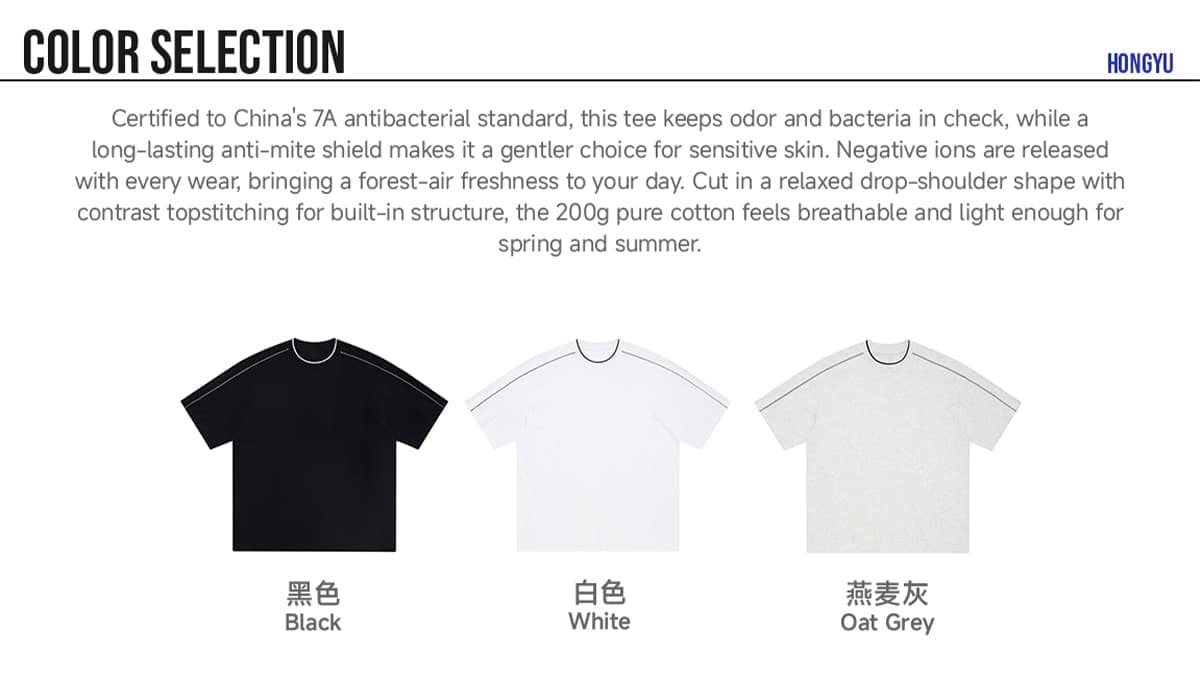 COLOR SELECTION
HONGYU
Certified to China's 7A antibacterial standard, this tee keeps odor and bacteria in check, while a
long-lasting anti-mite shield makes it a gentler choice for sensitive skin. Negative ions are released
with every wear, bringing a forest-air freshness to your day. Cut in a relaxed drop-shoulder shape with
contrast topstitching for built-in structure, the 200g pure cotton feels breathable and light enough for
spring and summer.
黑色
Black
白色
White
燕麦灰
Oat Grey